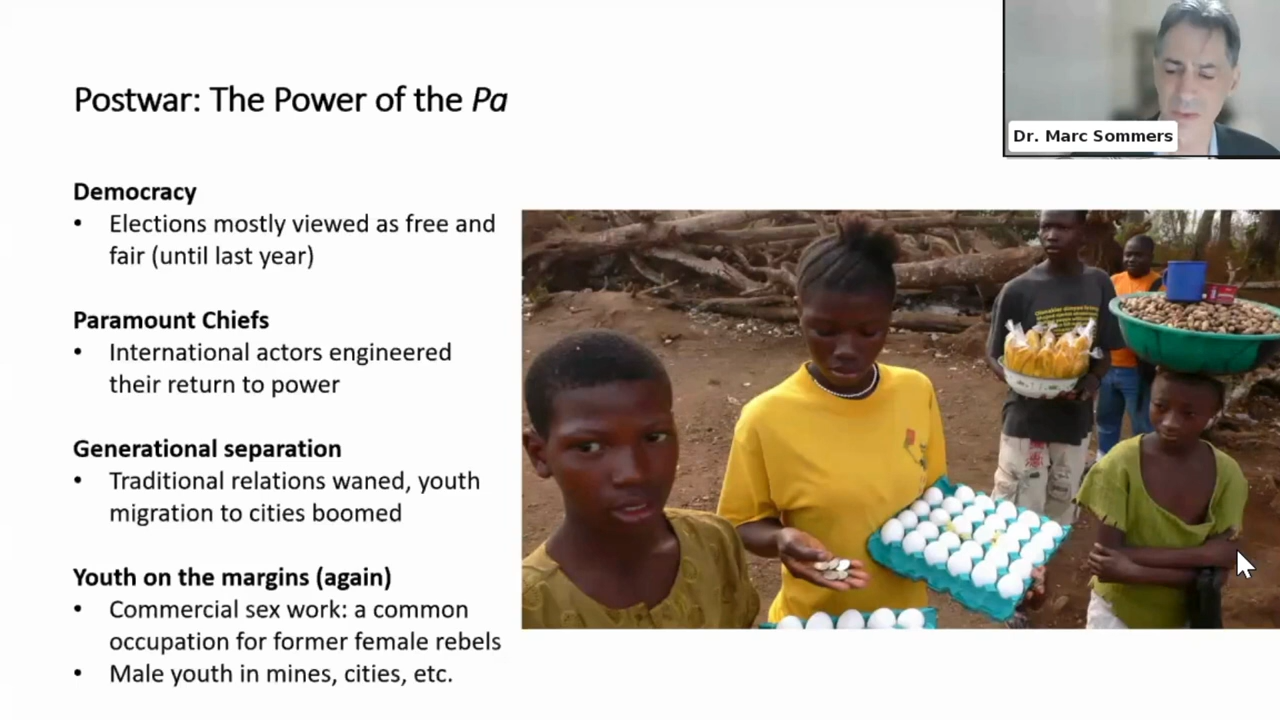 Postwar: The Power of the Pa
Dr. Marc Sommers
Democracy
• Elections mostly viewed as free and
fair (until last year)
Paramount Chiefs
• International actors engineered
their return to power
Generational separation
• Traditional relations waned, youth
migration to cities boomed
Youth on the margins (again)
• Commercial sex work: a common
occupation for former female rebels
• Male youth in mines, cities, etc.